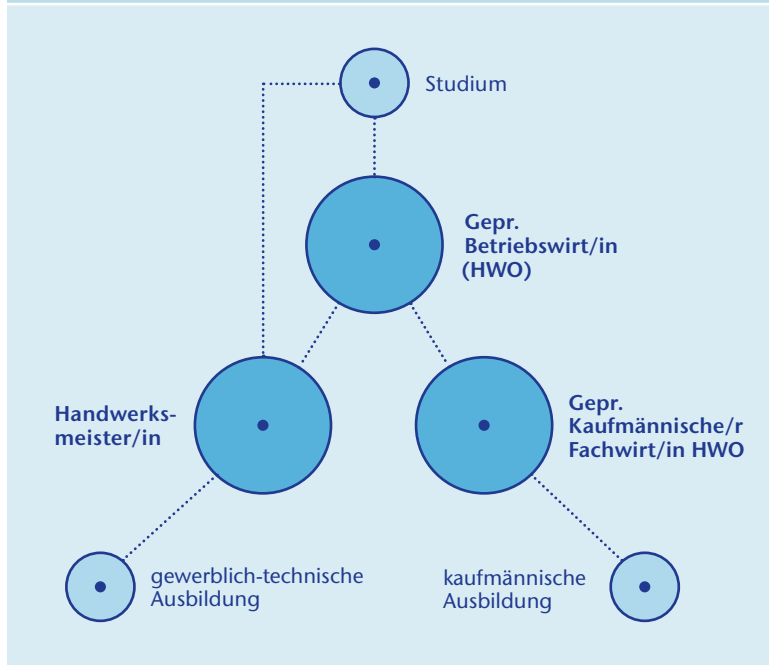 Studium
Gepr.
Betriebswirt/in
(HWO)
Handwerks-
meister/in
Gepr.
Kaufmännische/r
Fachwirt/in HWO
gewerblich-technische
Ausbildung
kaufmännische
Ausbildung